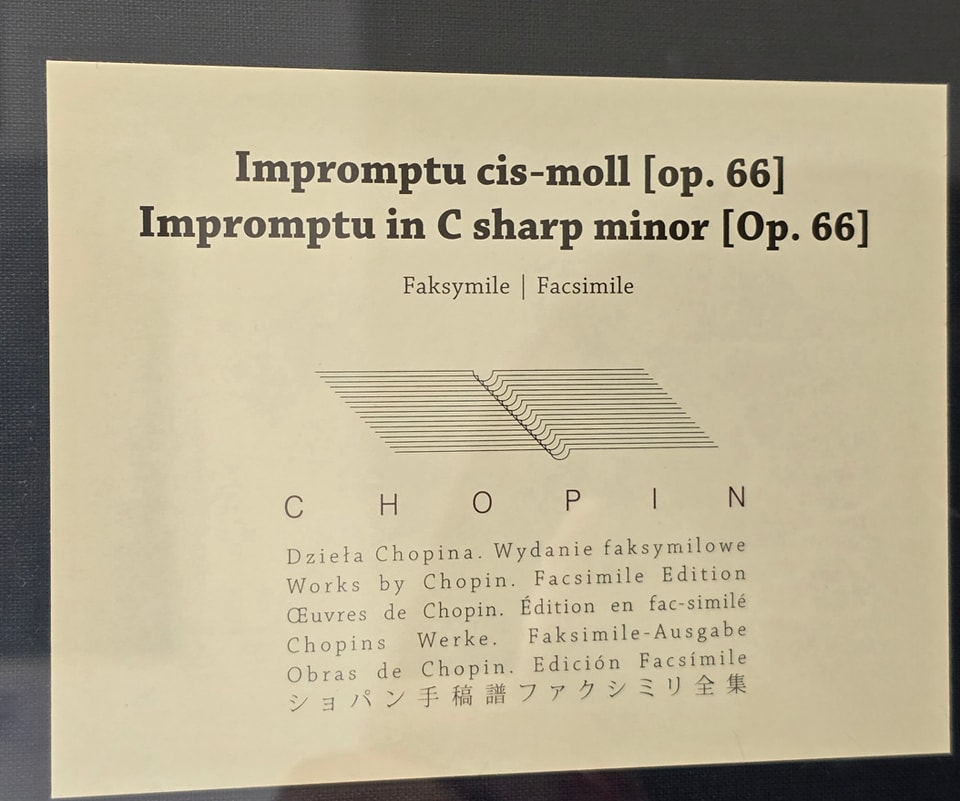 Impromptu cis-moll [op. 66]
Impromptu in C sharp minor [Op. 66]
Faksymile | Facsimile
CHOPIN
Dzieła Chopina. Wydanie faksymilowe
Works by Chopin. Facsimile Edition
Œuvres de Chopin. Édition en fac-similé
Chopins Werke. Faksimile-Ausgabe
Obras de Chopin. Edición Facsímile
ショパン手稿譜ファクシミリ全集